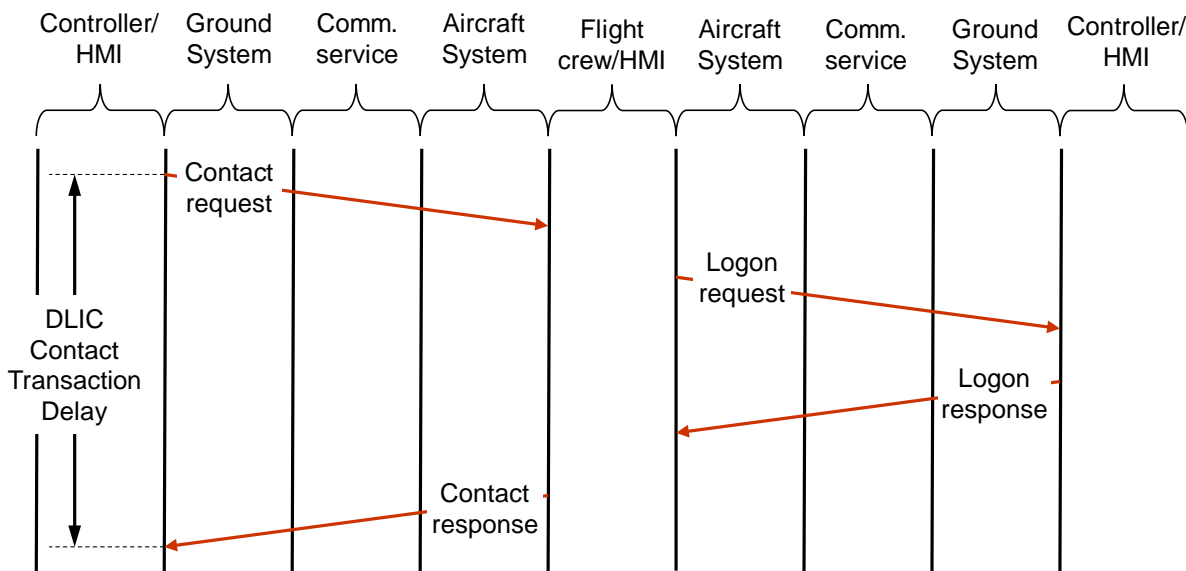 Controller/
HMI
Ground
System
Comm.
service
Aircraft
System
Flight
crew/HMI
Aircraft
System
Comm.
service
Ground
System
Controller/
HMI
Contact
request
Logon
request
DLIC
Contact
Transaction
Delay
Logon
response
Contact
response